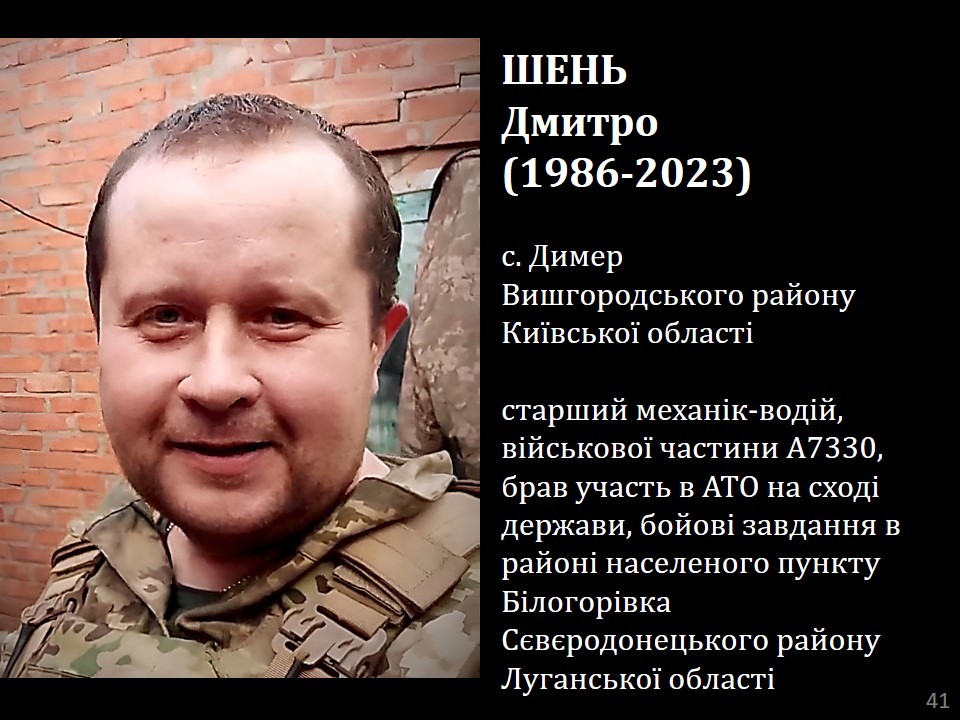 ШЕНЬ
Дмитро
(1986-2023)
с. Димер
Вишгородського району
Київської області
старший механік-водій,
військової частини А7330,
брав участь в АТО на сході
держави, бойові завдання в
районі населеного пункту
Білогорівка
Сєвєродонецького району
Луганської області
41